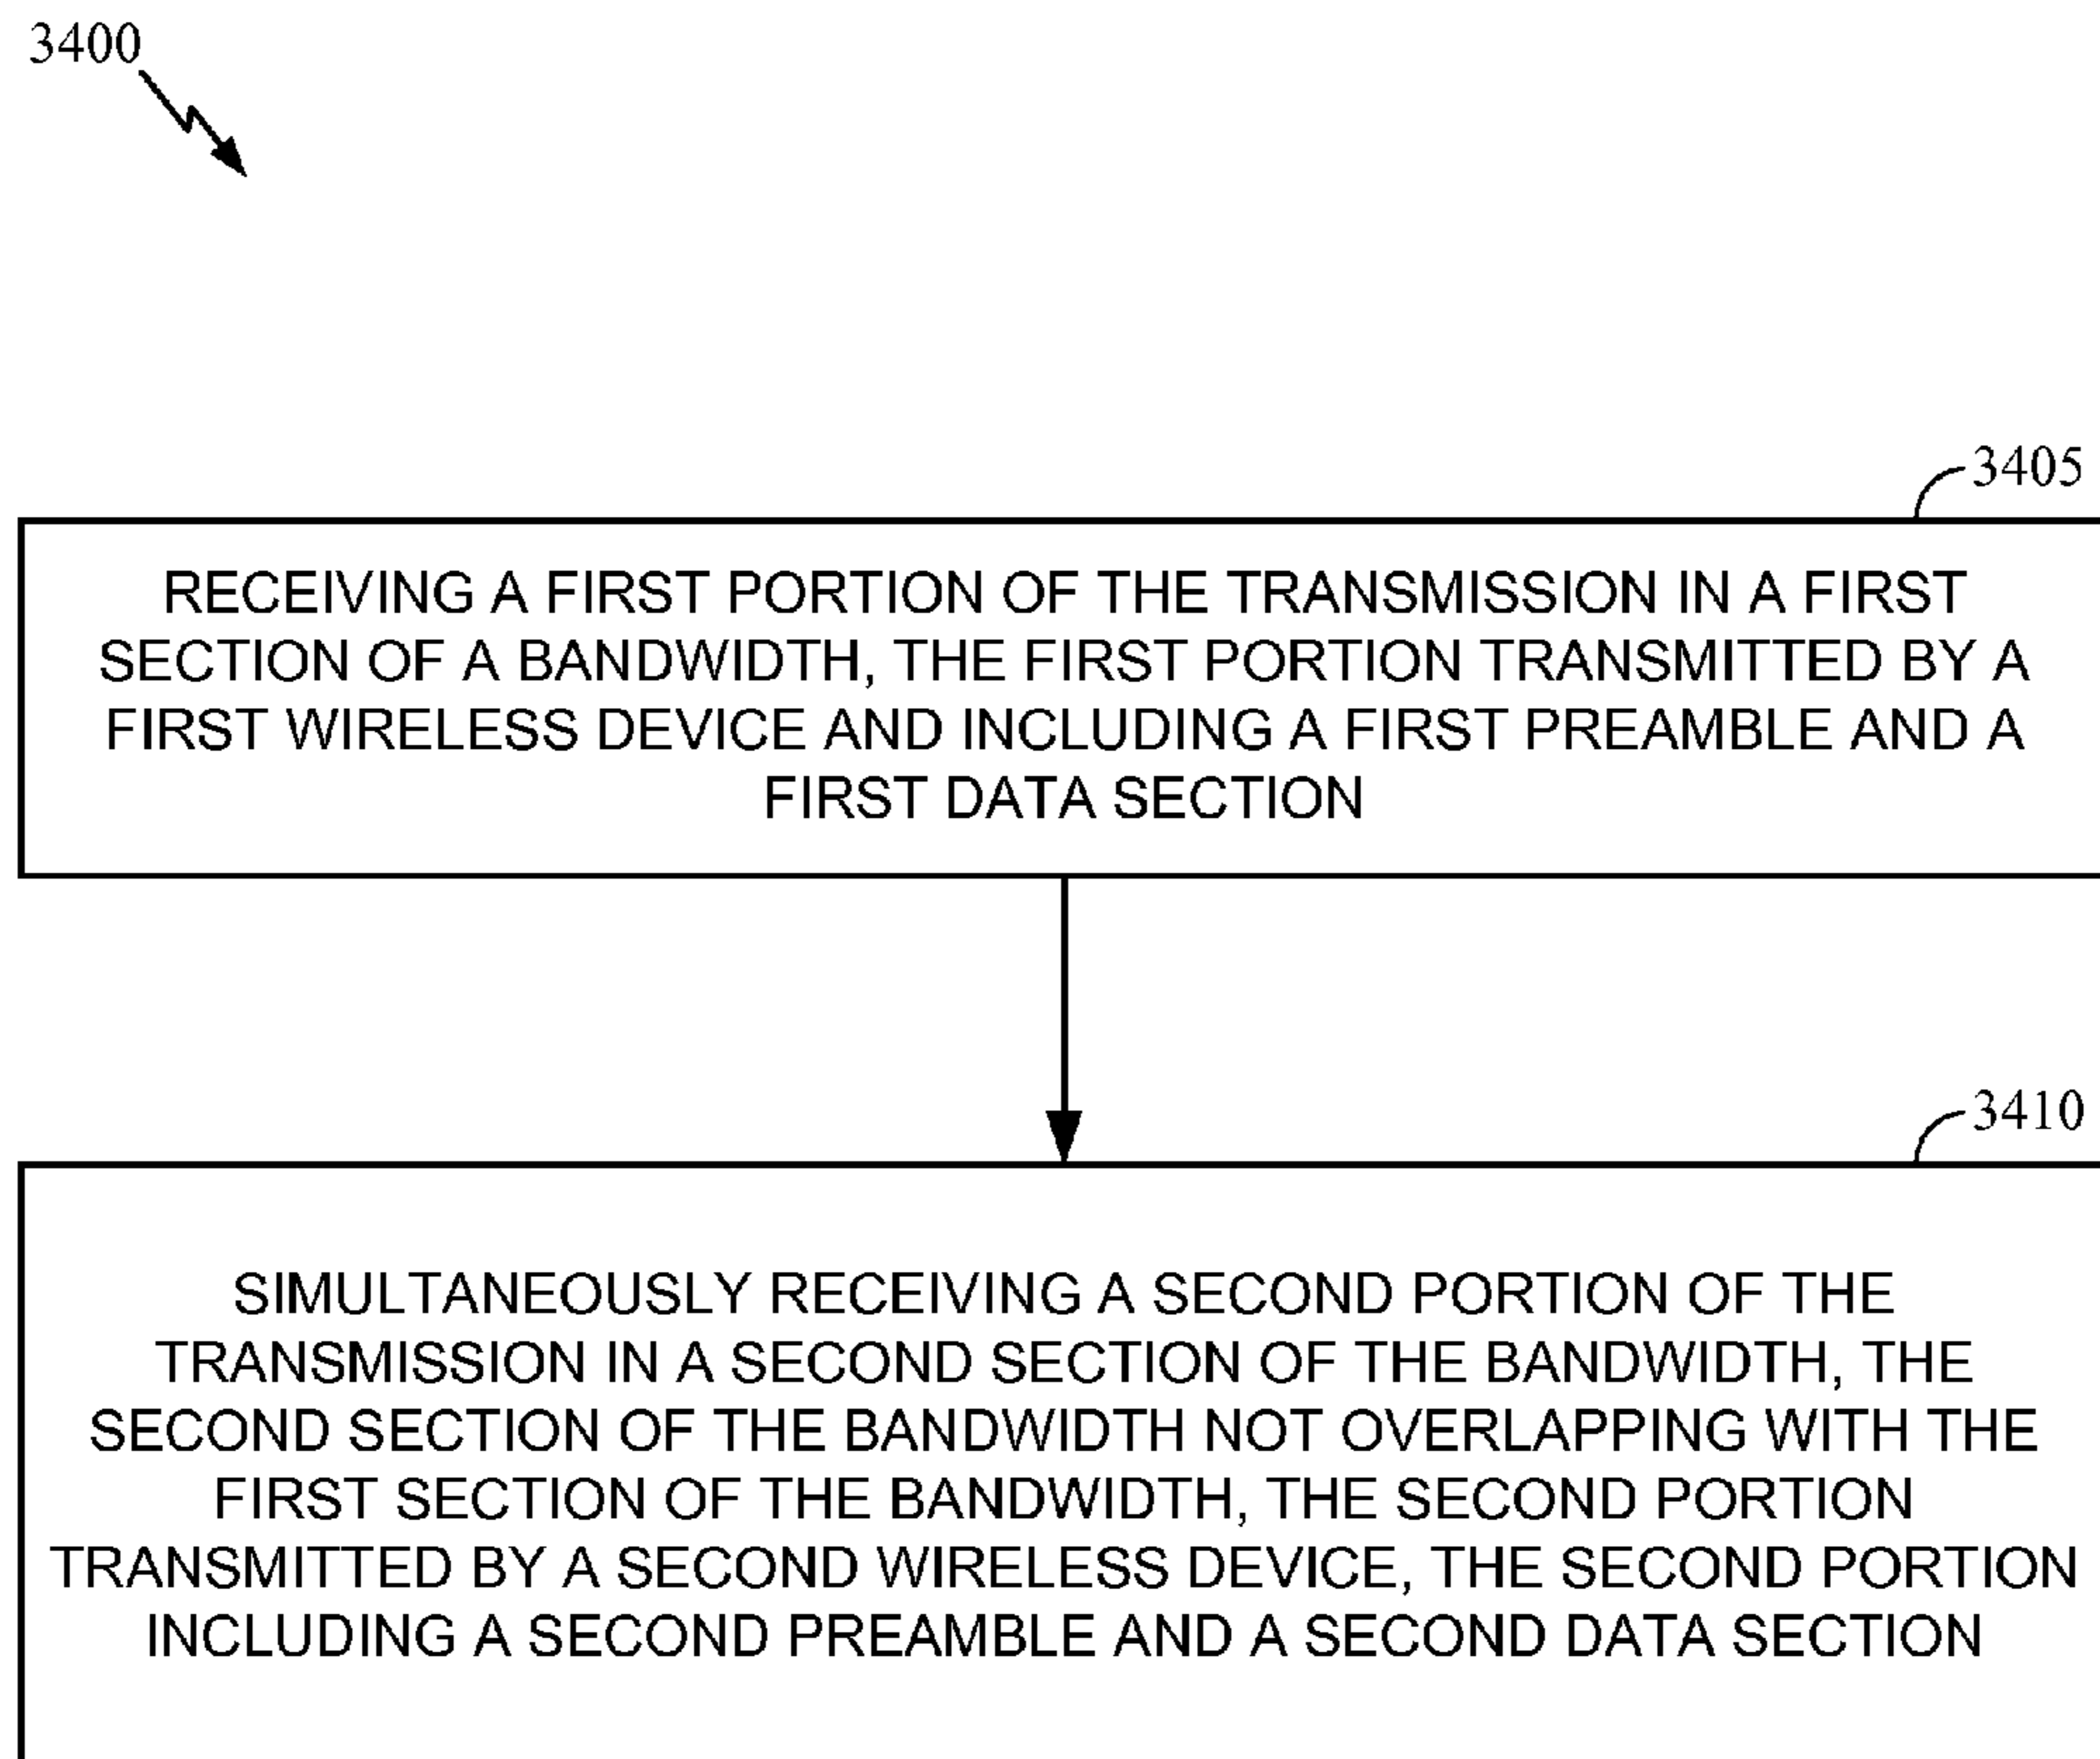 3400
3405
RECEIVING A FIRST PORTION OF THE TRANSMISSION IN A FIRST
SECTION OF A BANDWIDTH, THE FIRST PORTION TRANSMITTED BY A
FIRST WIRELESS DEVICE AND INCLUDING A FIRST PREAMBLE AND A
FIRST DATA SECTION
3410
SIMULTANEOUSLY RECEIVING A SECOND PORTION OF THE
TRANSMISSION IN A SECOND SECTION OF THE BANDWIDTH, THE
SECOND SECTION OF THE BANDWIDTH NOT OVERLAPPING WITH THE
FIRST SECTION OF THE BANDWIDTH, THE SECOND PORTION
TRANSMITTED BY A SECOND WIRELESS DEVICE, THE SECOND PORTION
INCLUDING A SECOND PREAMBLE AND A SECOND DATA SECTION